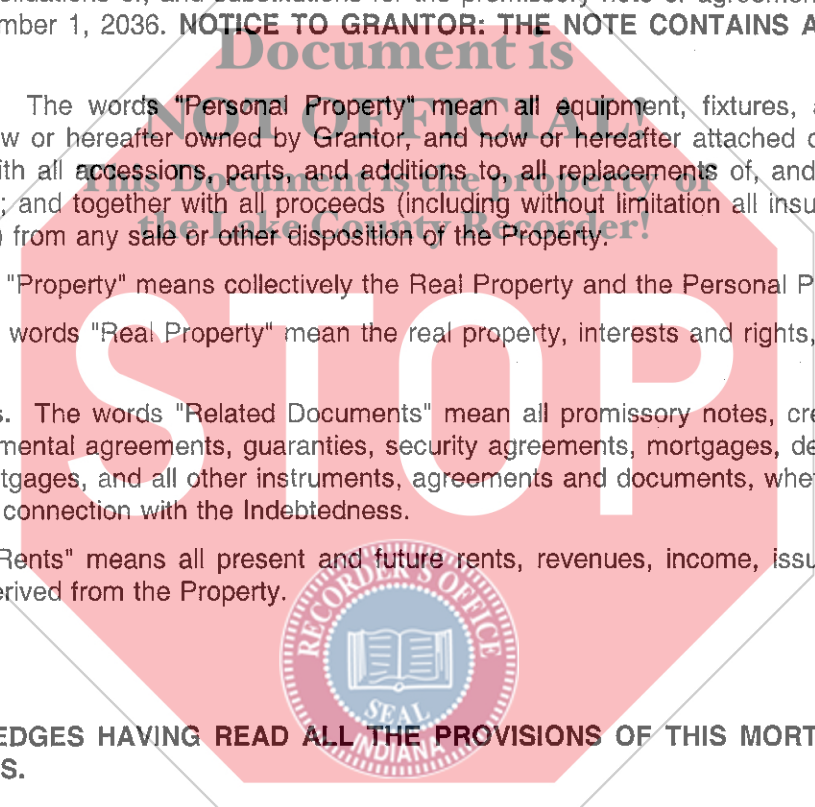 mber 1, 2036. NOTICE TO GRANTOR: THE NOTE CONTAINS A
Document is
The words "Personal Property" mean all equipment, fixtures, a
NOT OFFICIAL!
w or hereafter owned by Grantor, and now or hereafter attached o
ith all accessions, parts, and additions to, all replacements of, and
This Document is the property of
; and together with all proceeds (including without limitation all insu
the Lake County Recorder!
) from any sale or other disposition of the Property.
"Property" means collectively the Real Property and the Personal P
words "Real Property" mean the real property, interests and rights,
STOP
s. The words "Related Documents" mean all promissory notes, cre
mental agreements, guaranties, security agreements, mortgages, de
tgages, and all other instruments, agreements and documents, whet
connection with the Indebtedness.
Rents" means all present and future rents, revenues, income, issu
erived from the Property.
RECORDER'S OFFICE
SEAL
INDIANA
EDGES HAVING READ ALL THE PROVISIONS OF THIS MORT
S.